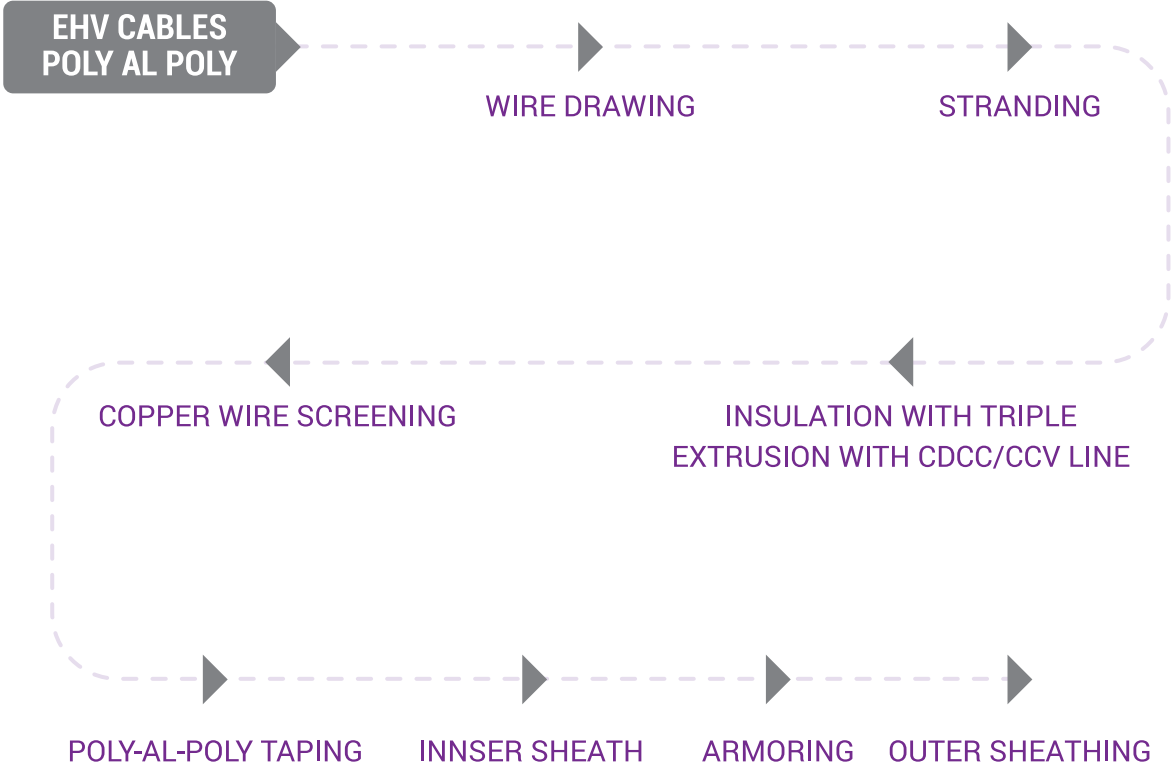 EHV CABLES
POLY AL POLY
WIRE DRAWING
STRANDING
COPPER WIRE SCREENING
INSULATION WITH TRIPLE
EXTRUSION WITH CDCC/CCV LINE
POLY-AL-POLY TAPING
INNSER SHEATH
ARMORING
OUTER SHEATHING